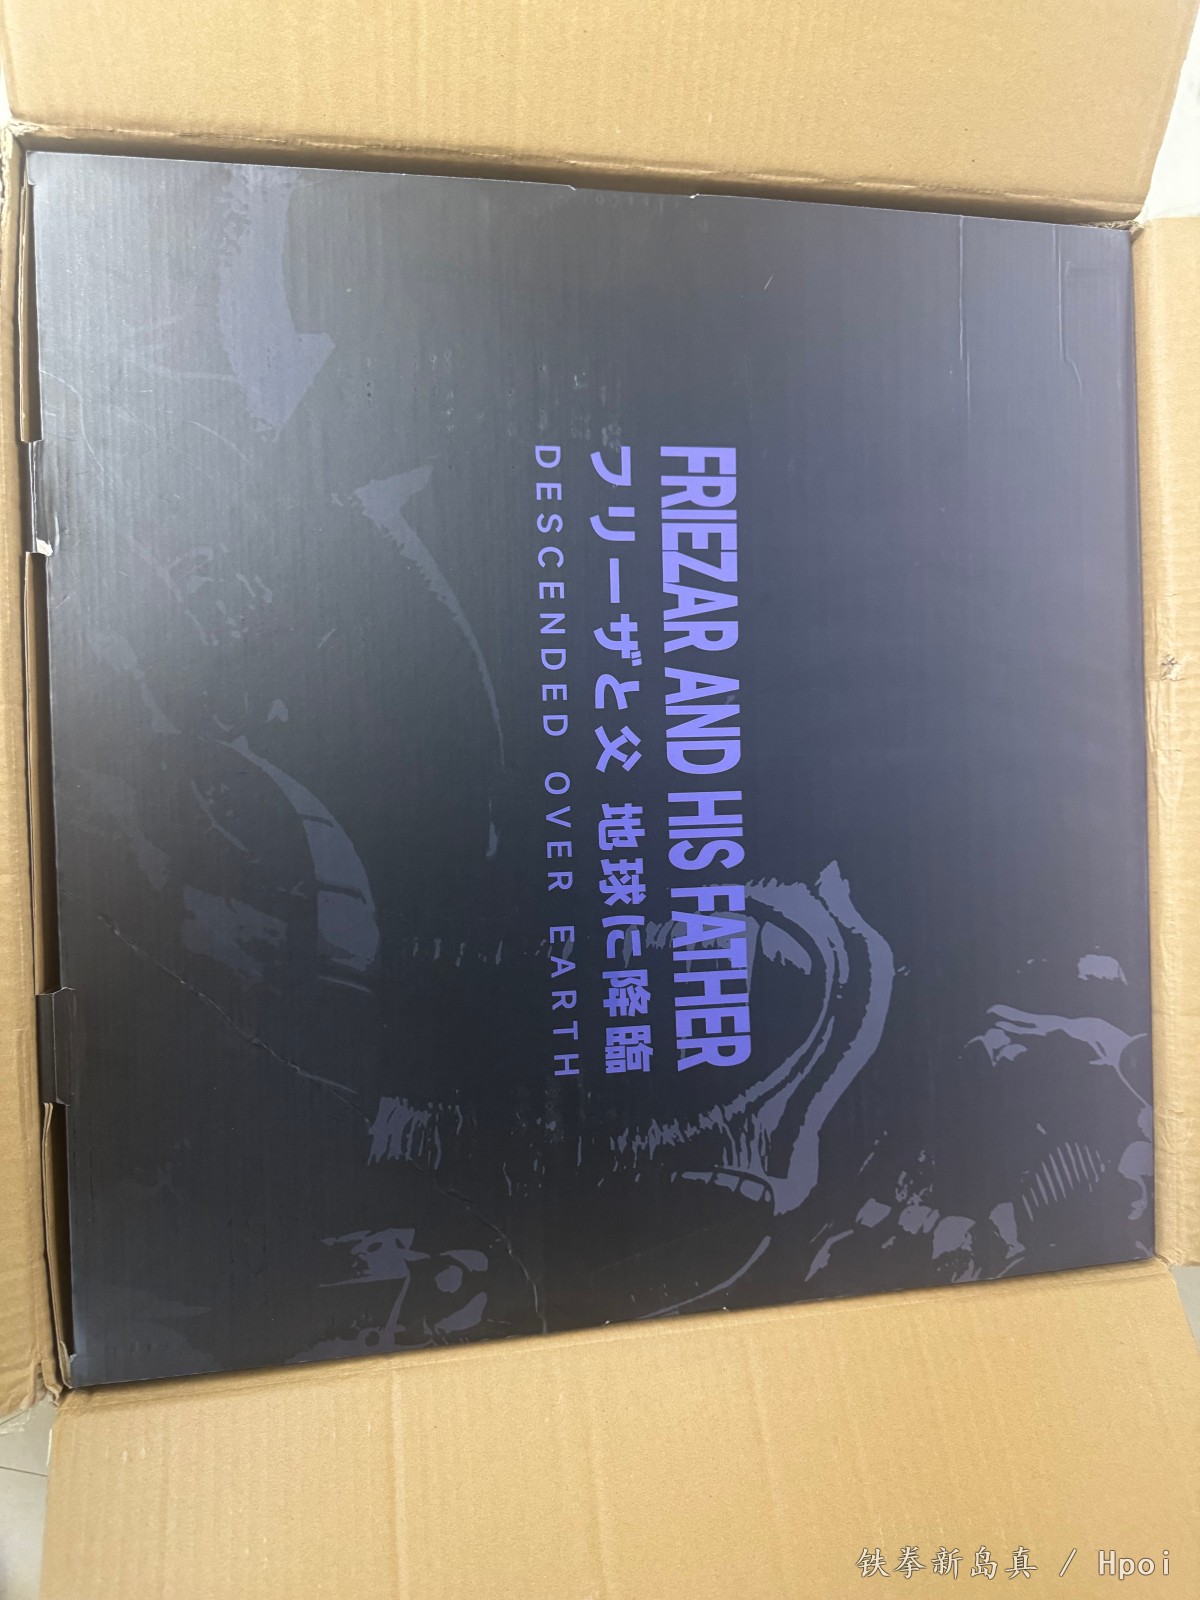 FRIEZAR AND HIS FATHER
フリーザと父 地球に降臨
DESCENDED OVER EARTH
铁拳新岛真 / Hpoi